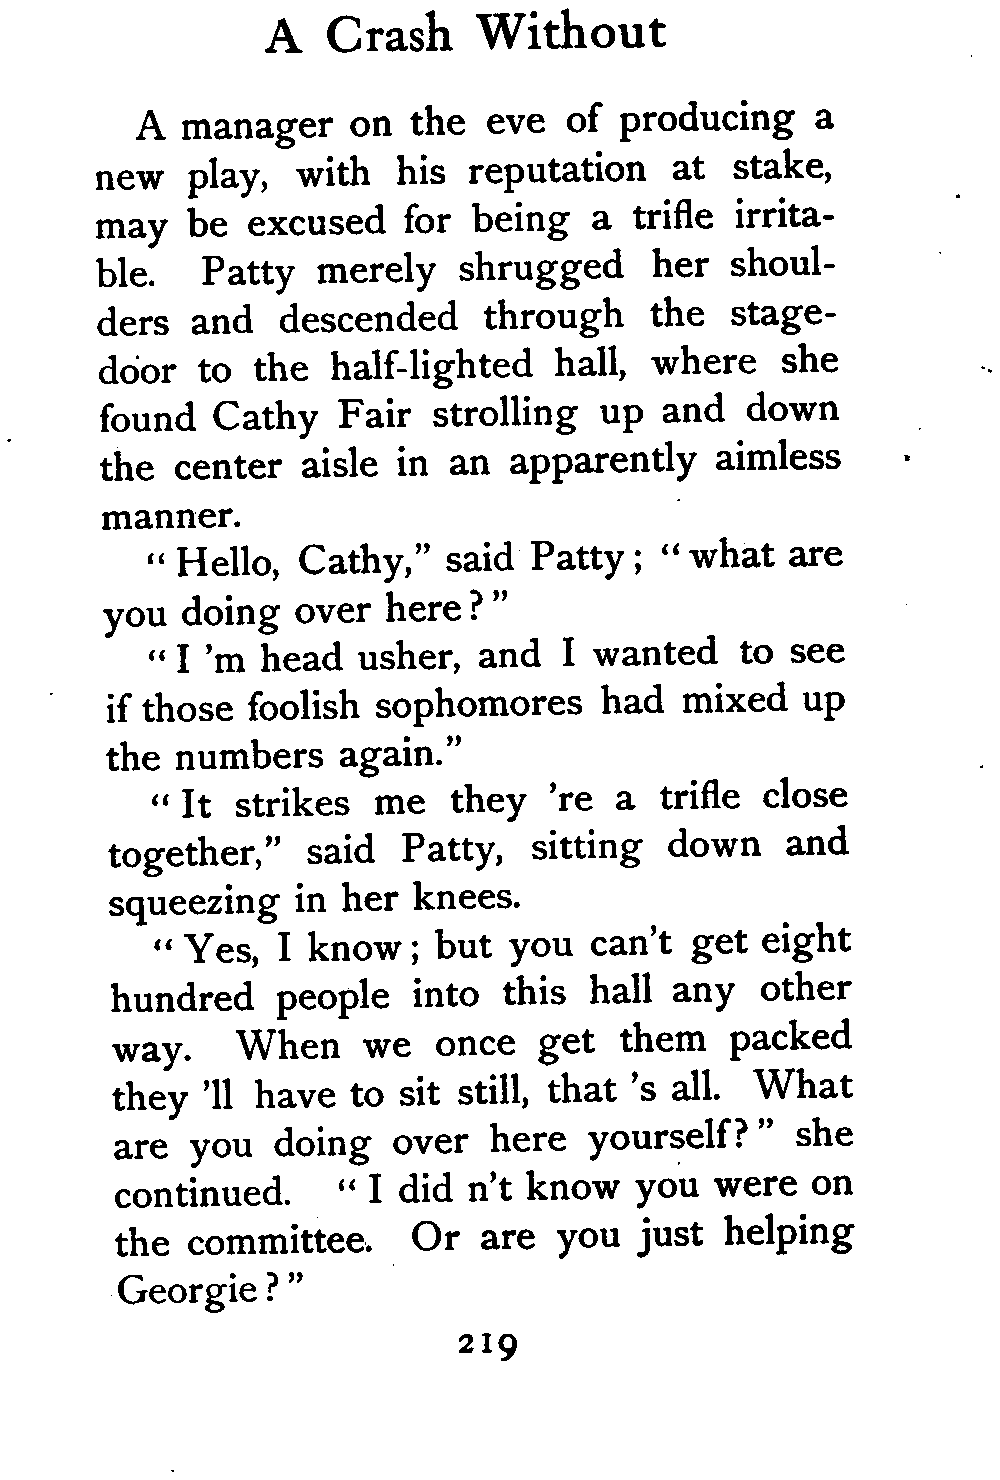 A Crash Without
A manager on the eve of producing a
new play, with his reputation at stake,
may be excused for being a trifle irrita-
ble. Patty merely shrugged her shoul-
ders and descended through the stage-
door to the half-lighted hall, where she
found Cathy Fair strolling up and down
the center aisle in an apparently aimless
manner.
“ Hello, Cathy,” said Patty ; “ what are
you doing over here ? ”
“ I ’m head usher, and I wanted to see
if those foolish sophomores had mixed up
the numbers again.”
“ It strikes me they ’re a trifle close
together,” said Patty, sitting down and
squeezing in her knees.
“ Yes, I know ; but you can’t get eight
hundred people into this hall any other
way. When we once get them packed
they ’ll have to sit still, that ’s all. What
are you doing over here yourself? ” she
continued. “ I did n’t know you were on
the committee. Or are you just helping
Georgie ? ”
219